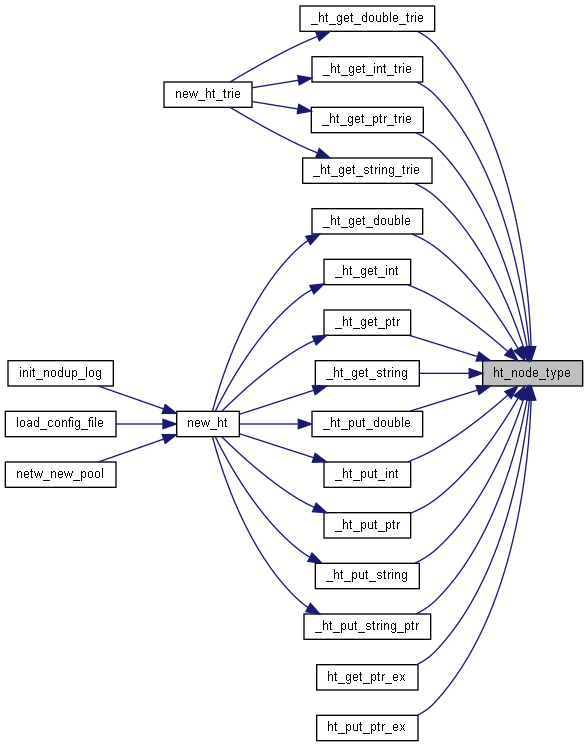 _ht_get_double_trie
_ht_get_int_trie
new_ht_trie
_ht_get_ptr_trie
_ht_get_string_trie
_ht_get_double
_ht_get_int
_ht_get_ptr
init_nodup_log
_ht_get_string
ht_node_type
load_config_file
new_ht
_ht_put_double
netw_new_pool
_ht_put_int
_ht_put_ptr
_ht_put_string
_ht_put_string_ptr
ht_get_ptr_ex
ht_put_ptr_ex